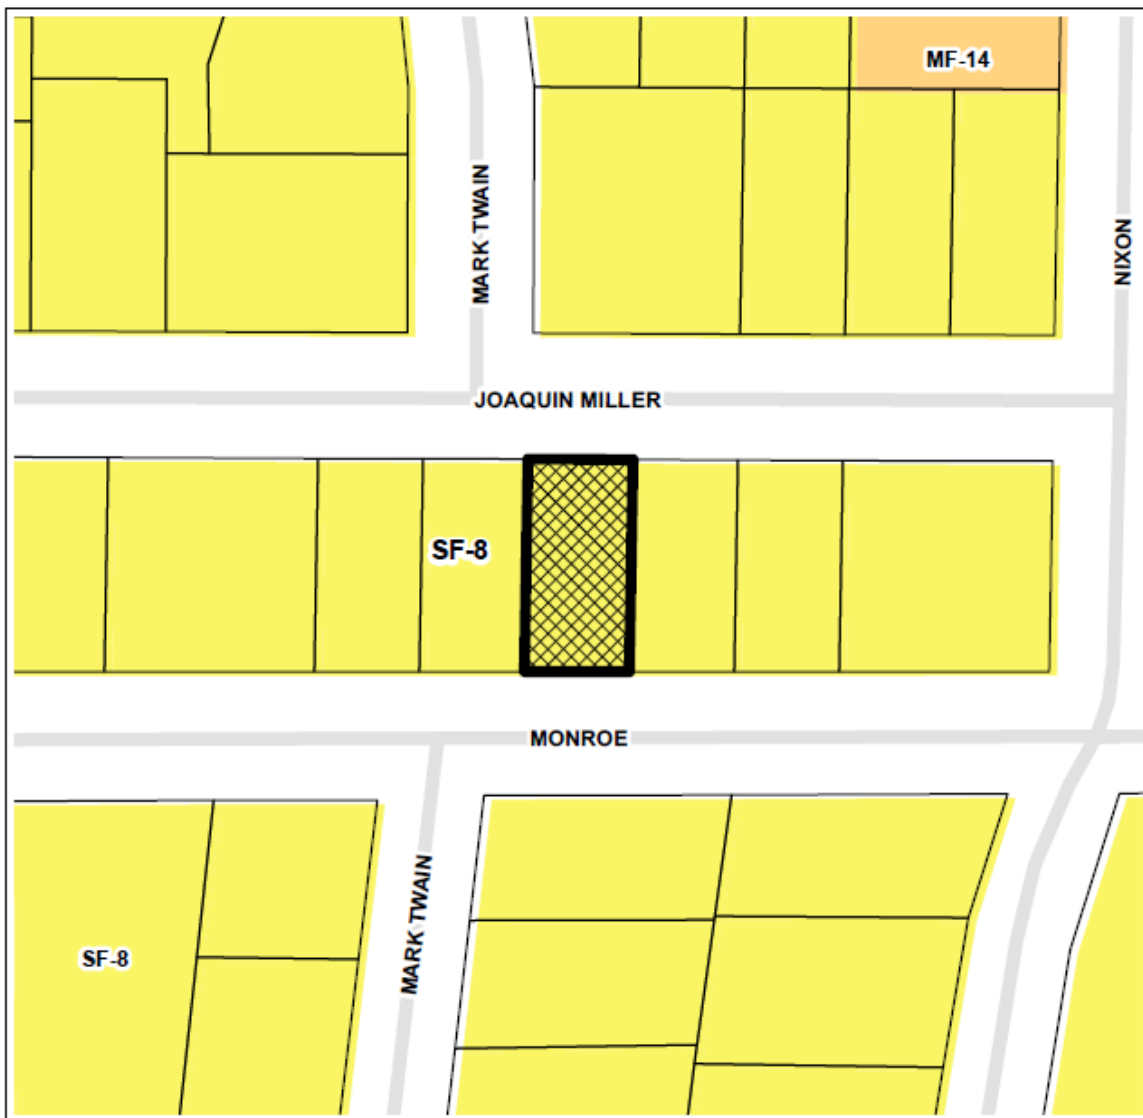 MF-14
MARK TWAIN
NIXON
JOAQUIN MILLER
SF-8
MONROE
MARK TWAIN
SF-8